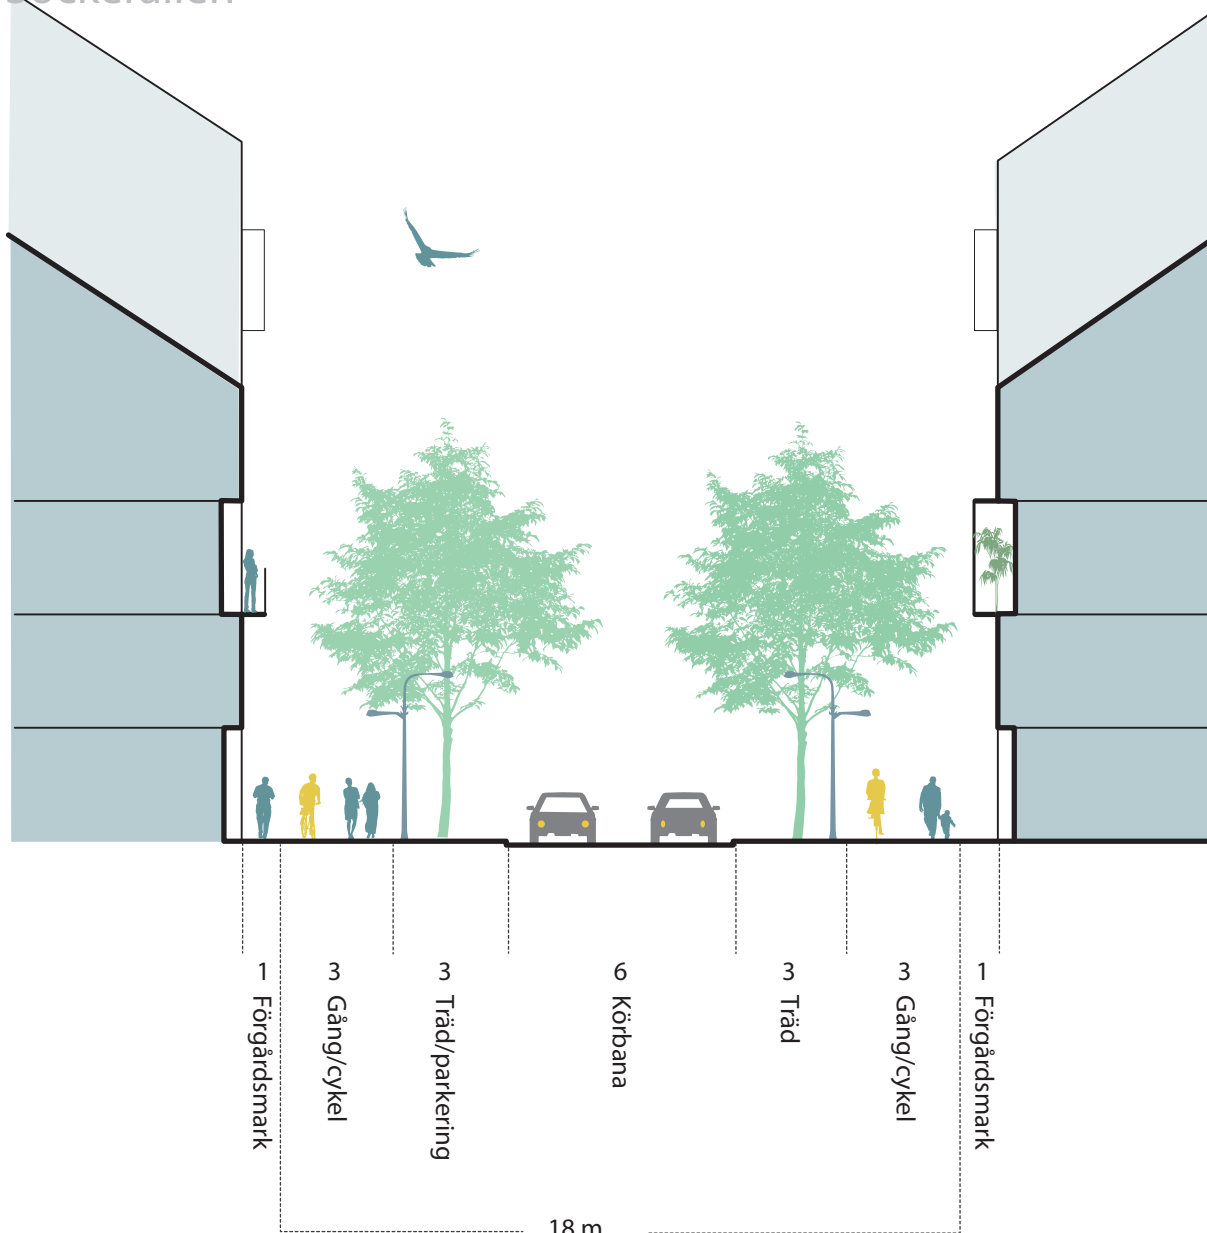 1 Förgårdsmark
3 Gång/cykel
3 Träd/parkering
6 Körbana
3 Träd
3 Gång/cykel
1 Förgårdsmark
18 m